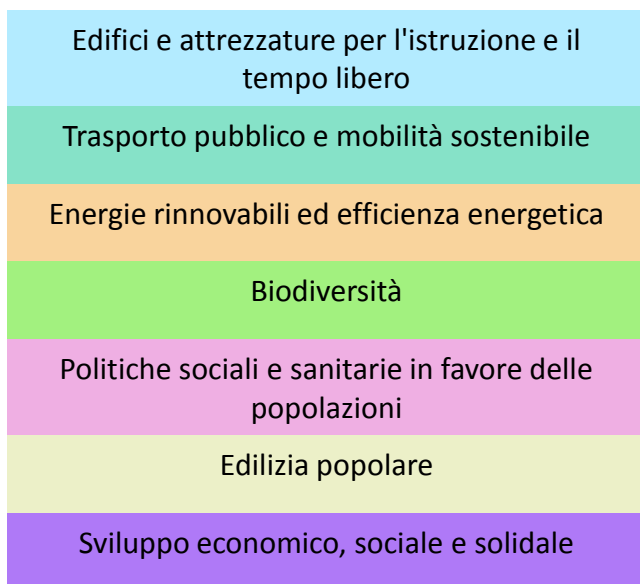 Edifici e attrezzature per l'istruzione e il
tempo libero
Trasporto pubblico e mobilità sostenibile
Energie rinnovabili ed efficienza energetica
Biodiversità
Politiche sociali e sanitarie in favore delle
popolazioni
Edilizia popolare
Sviluppo economico, sociale e solidale